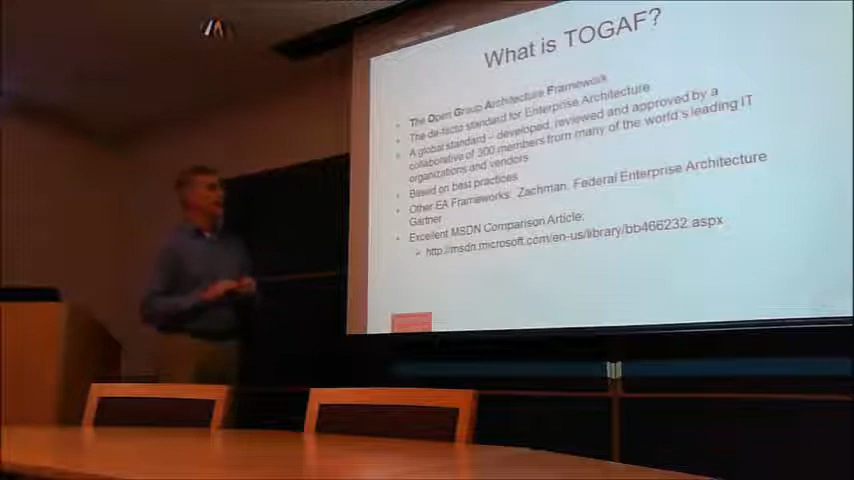 What is TOGAF?
The Open Group Architecture Framework
The de-facto standard for Enterprise Architecture
A global standard – developed, reviewed and approved by a
collaborative of 300 members from many of the world's leading IT
organizations and vendors
Based on best practices
Other EA Frameworks: Zachman, Federal Enterprise Architecture
Gartner
Excellent MSDN Comparison Article:
http://msdn.microsoft.com/en-us/library/bb466232.aspx